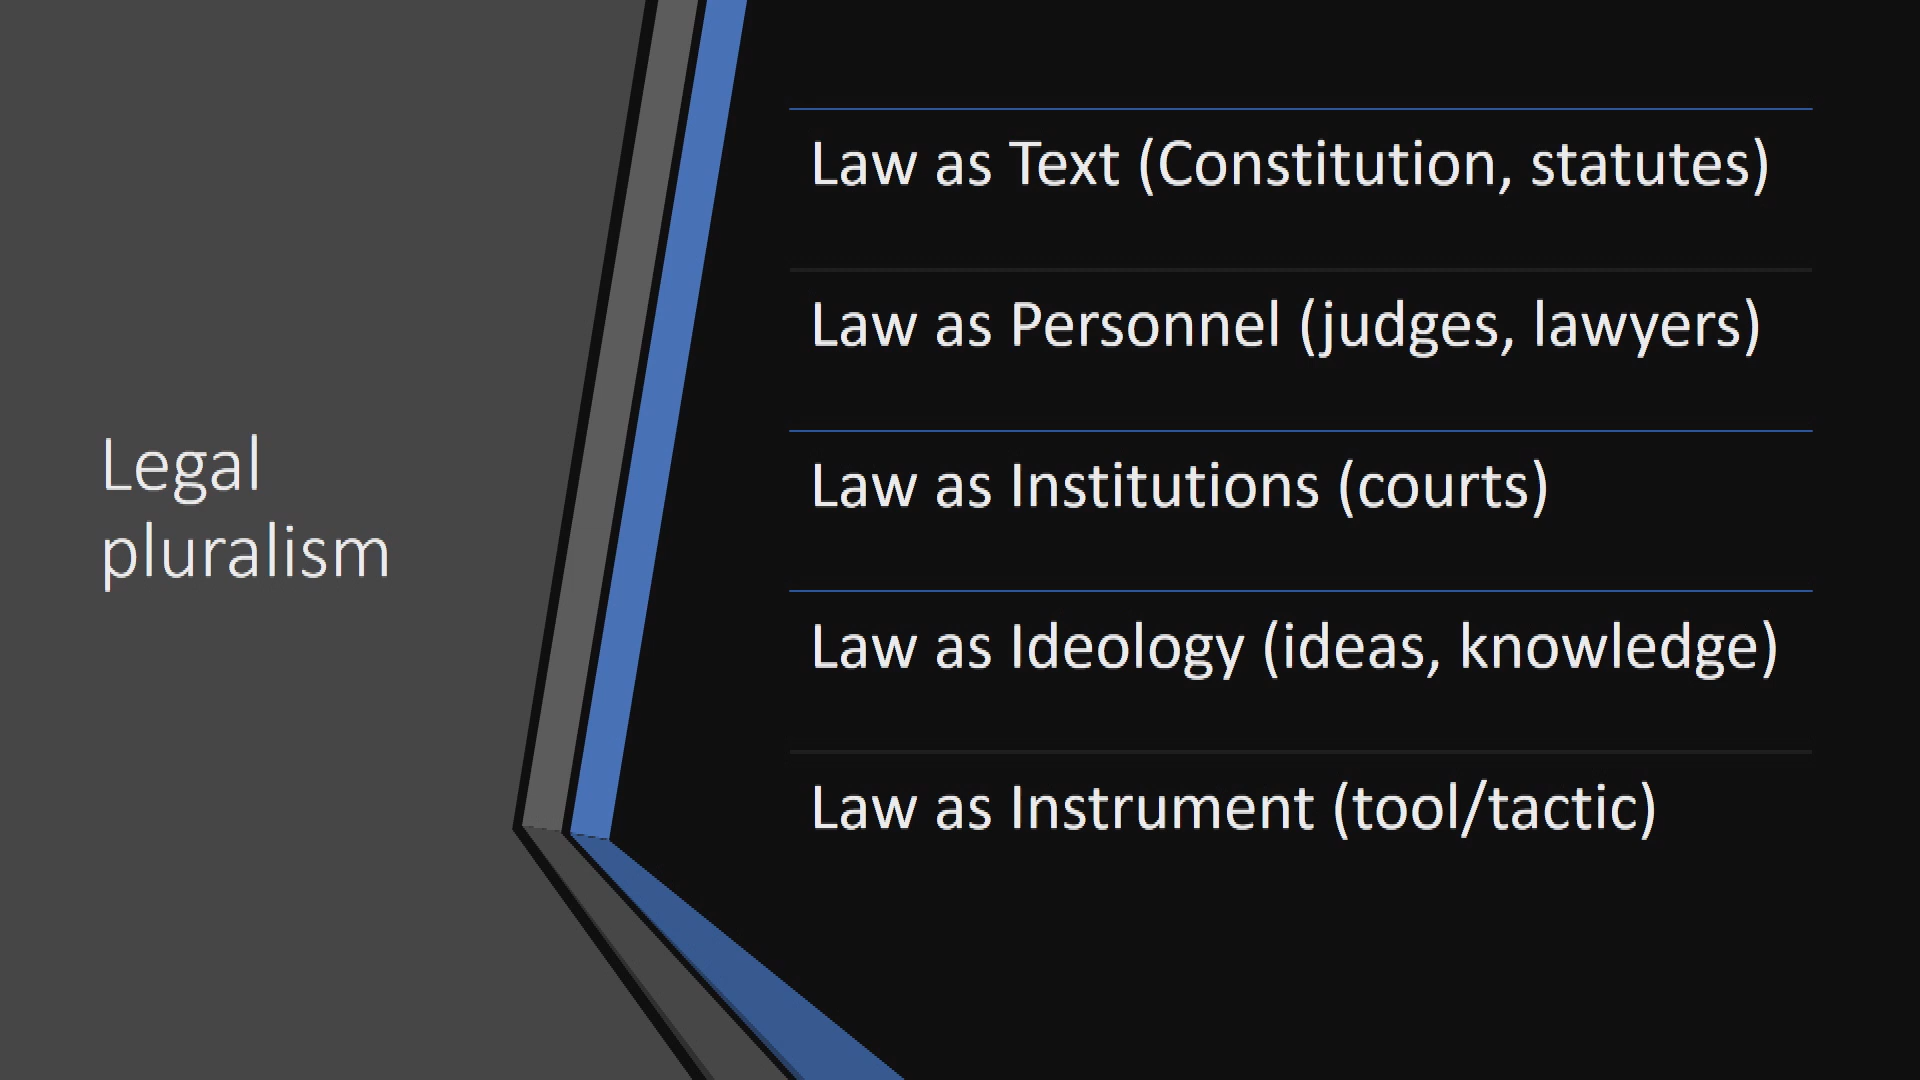 Legal
pluralism
Law as Text (Constitution, statutes)
Law as Personnel (judges, lawyers)
Law as Institutions (courts)
Law as Ideology (ideas, knowledge)
Law as Instrument (tool/tactic)